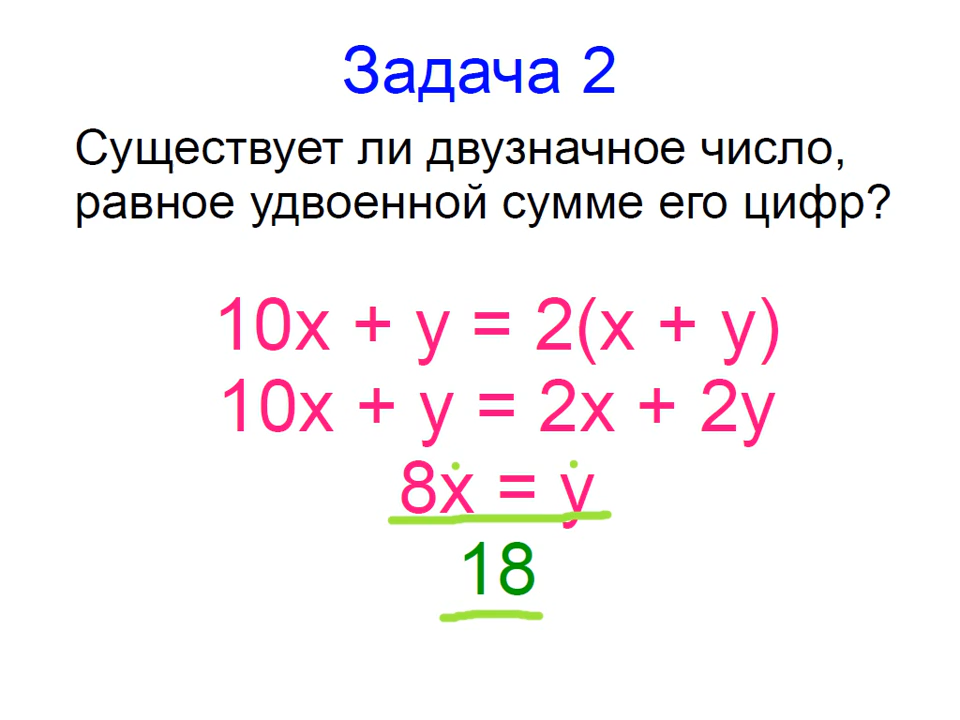 Задача 2
Существует ли двузначное число,
равное удвоенной сумме его цифр?
10x + y = 2(x + y)
10x + y = 2x + 2y
8x = y
18